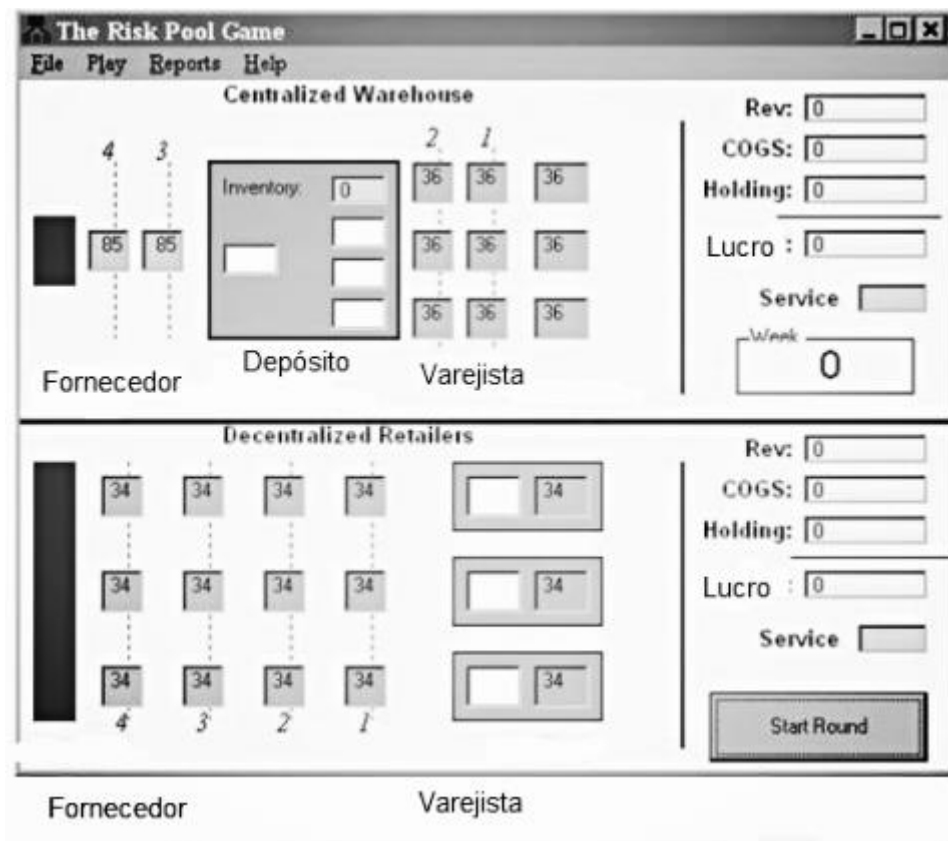 The Risk Pool Game
File Play Reports Help
Centralized Warehouse
4 3 2 1
Inventory: 0
85 85
36 36 36
36 36 36
36 36 36
Fornecedor
Depósito
Varejista
Rev: 0
COGS: 0
Holding: 0
Lucro : 0
Service
Week
0
Decentralized Retailers
34 34 34 34 34
34 34 34 34 34
34 34 34 34 34
4 3 2 1
Rev: 0
COGS: 0
Holding: 0
Lucro : 0
Service
Start Round
Fornecedor
Varejista